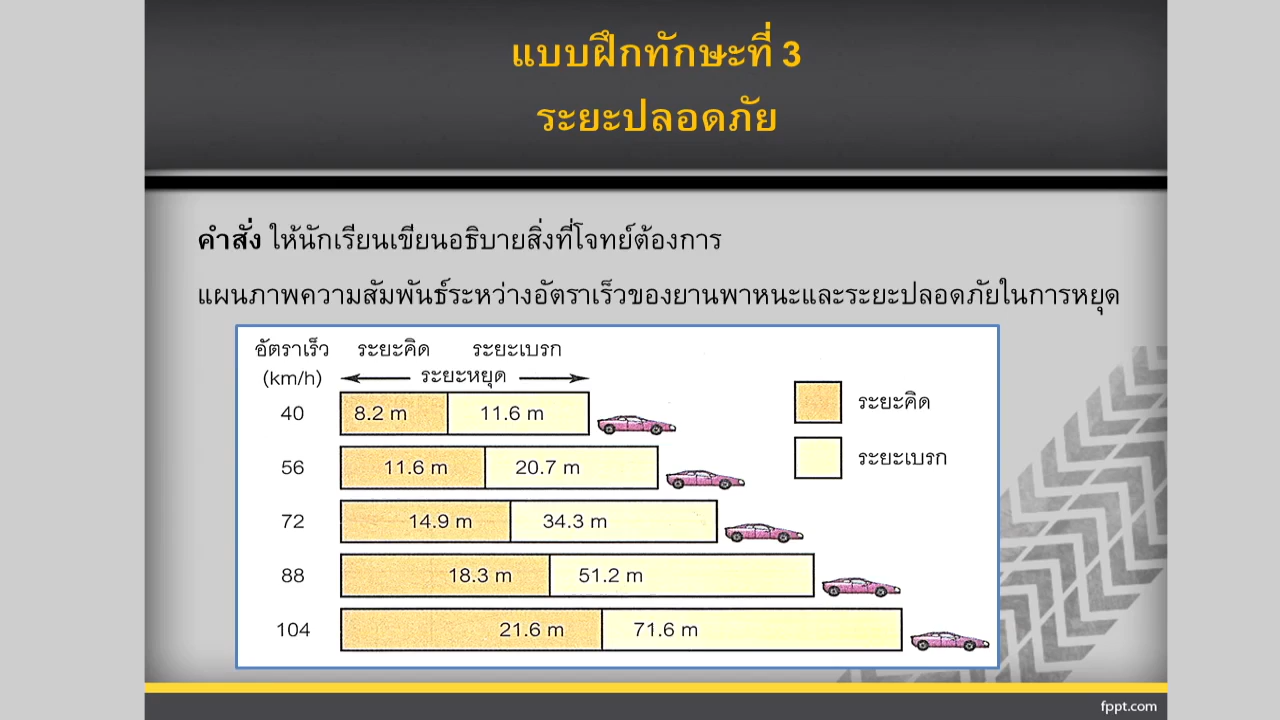 แบบฝึกทักษะที่ 3
ระยะปลอดภัย
คำสั่ง ให้นักเรียนเขียนอธิบายสิ่งที่โจทย์ต้องการ
แผนภาพความสัมพันธ์ระหว่างอัตราเร็วของยานพาหนะและระยะปลอดภัยในการหยุด
อัตราเร็ว ระยะคิด ระยะเบรก
(km/h) ระยะหยุด
40 8.2 m 11.6 m
ระยะคิด
56 11.6 m 20.7 m
ระยะเบรก
72 14.9 m 34.3 m
88 18.3 m 51.2 m
104 21.6 m 71.6 m
fppt.com